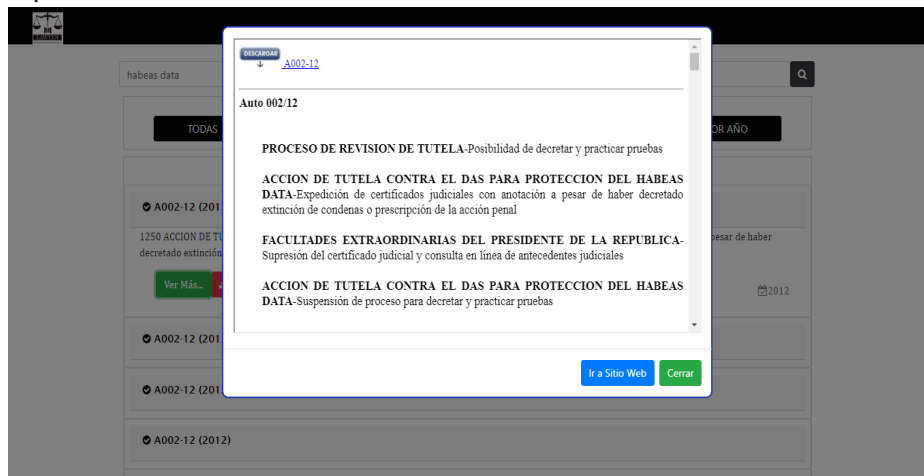 LAWYER
habeas data
TODAS
OR AÑO
DESCARGAR
A002-12
Auto 002/12
PROCESO DE REVISION DE TUTELA-Posibilidad de decretar y practicar pruebas
ACCION DE TUTELA CONTRA EL DAS PARA PROTECCION DEL HABEAS
DATA-Expedición de certificados judiciales con anotación a pesar de haber decretado
extinción de condenas o prescripción de la acción penal
FACULTADES EXTRAORDINARIAS DEL PRESIDENTE DE LA REPUBLICA-
Supresión del certificado judicial y consulta en línea de antecedentes judiciales
ACCION DE TUTELA CONTRA EL DAS PARA PROTECCION DEL HABEAS
DATA-Suspensión de proceso para decretar y practicar pruebas
Ir a Sitio Web Cerrar
A002-12 (201
1250 ACCION DE TU
pesar de haber
decretado extinción
Ver Más...
2012
A002-12 (201
A002-12 (201
A002-12 (2012)